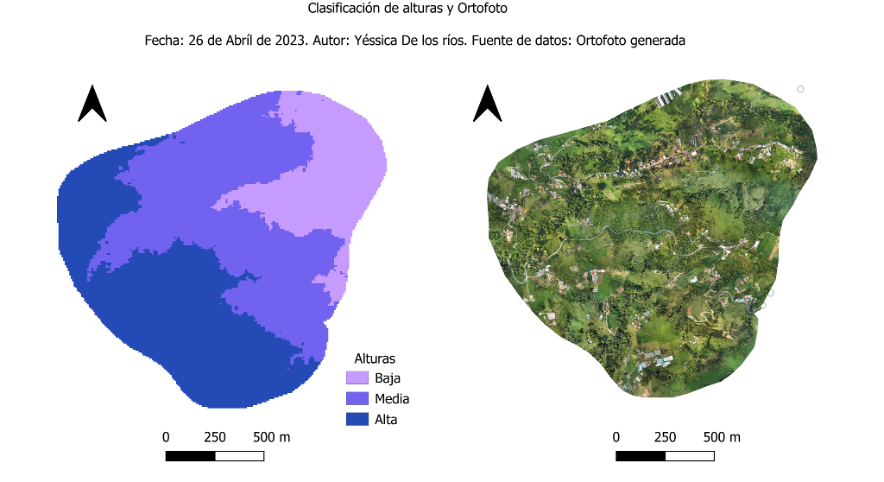 Clasificación de alturas y Ortofoto
Fecha: 26 de Abríl de 2023. Autor: Yéssica De los ríos. Fuente de datos: Ortofoto generada
Alturas
Baja
Media
Alta
0 250 500 m
0 250 500 m